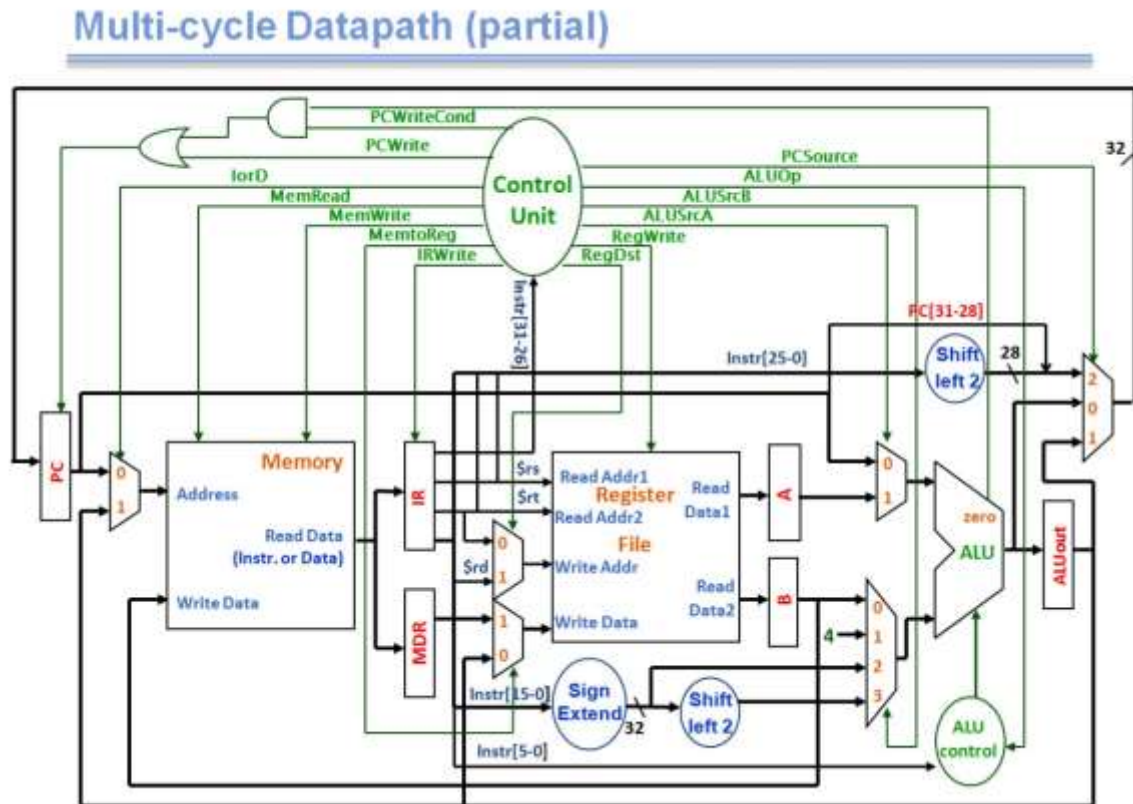 Multi-cycle Datapath (partial)
PCWriteCond
PCWrite
IorD
MemRead
MemWrite
MemtoReg
IRWrite
Control
Unit
PCSource
ALUOp
ALUSrcB
ALUSrcA
RegWrite
RegDst
32
Instr[31-26]
PC[31-28]
Instr[25-0]
Shift
left 2
28
2
0
1
PC
0
1
Memory
Address
Read Data
(Instr. or Data)
Write Data
IR
MDR
$rs
$rt
$rd
0
1
1
0
Read Addr1
Register
Read Addr2
File
Write Addr
Write Data
Read
Data1
Read
Data2
A
B
0
1
4
0
1
2
3
zero
ALU
ALUout
Instr[15-0]
Sign
Extend
32
Shift
left 2
Instr[5-0]
ALU
control